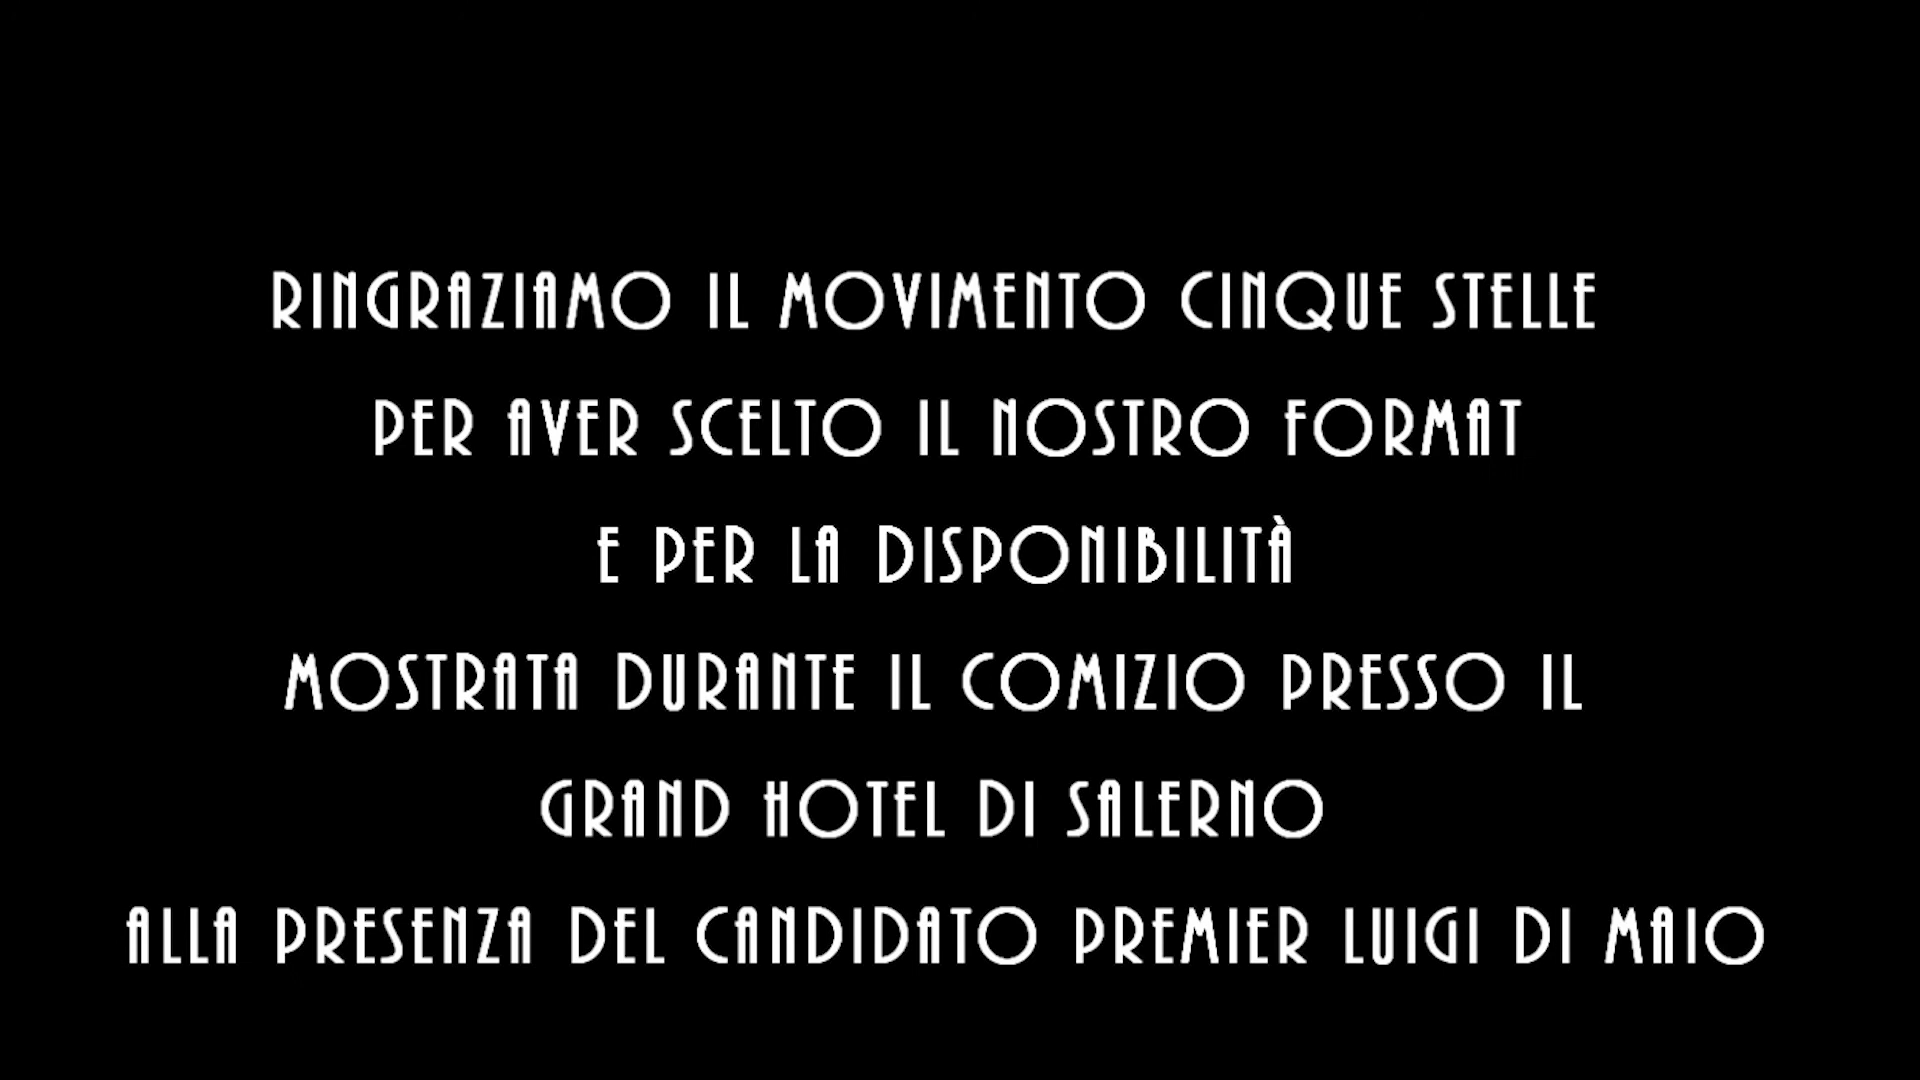 RINGRAZIAMO IL MOVIMENTO CINQUE STELLE
PER AVER SCELTO IL NOSTRO FORMAT
E PER LA DISPONIBILITÀ
MOSTRATA DURANTE IL COMIZIO PRESSO IL
GRAND HOTEL DI SALERNO
ALLA PRESENZA DEL CANDIDATO PREMIER LUIGI DI MAIO